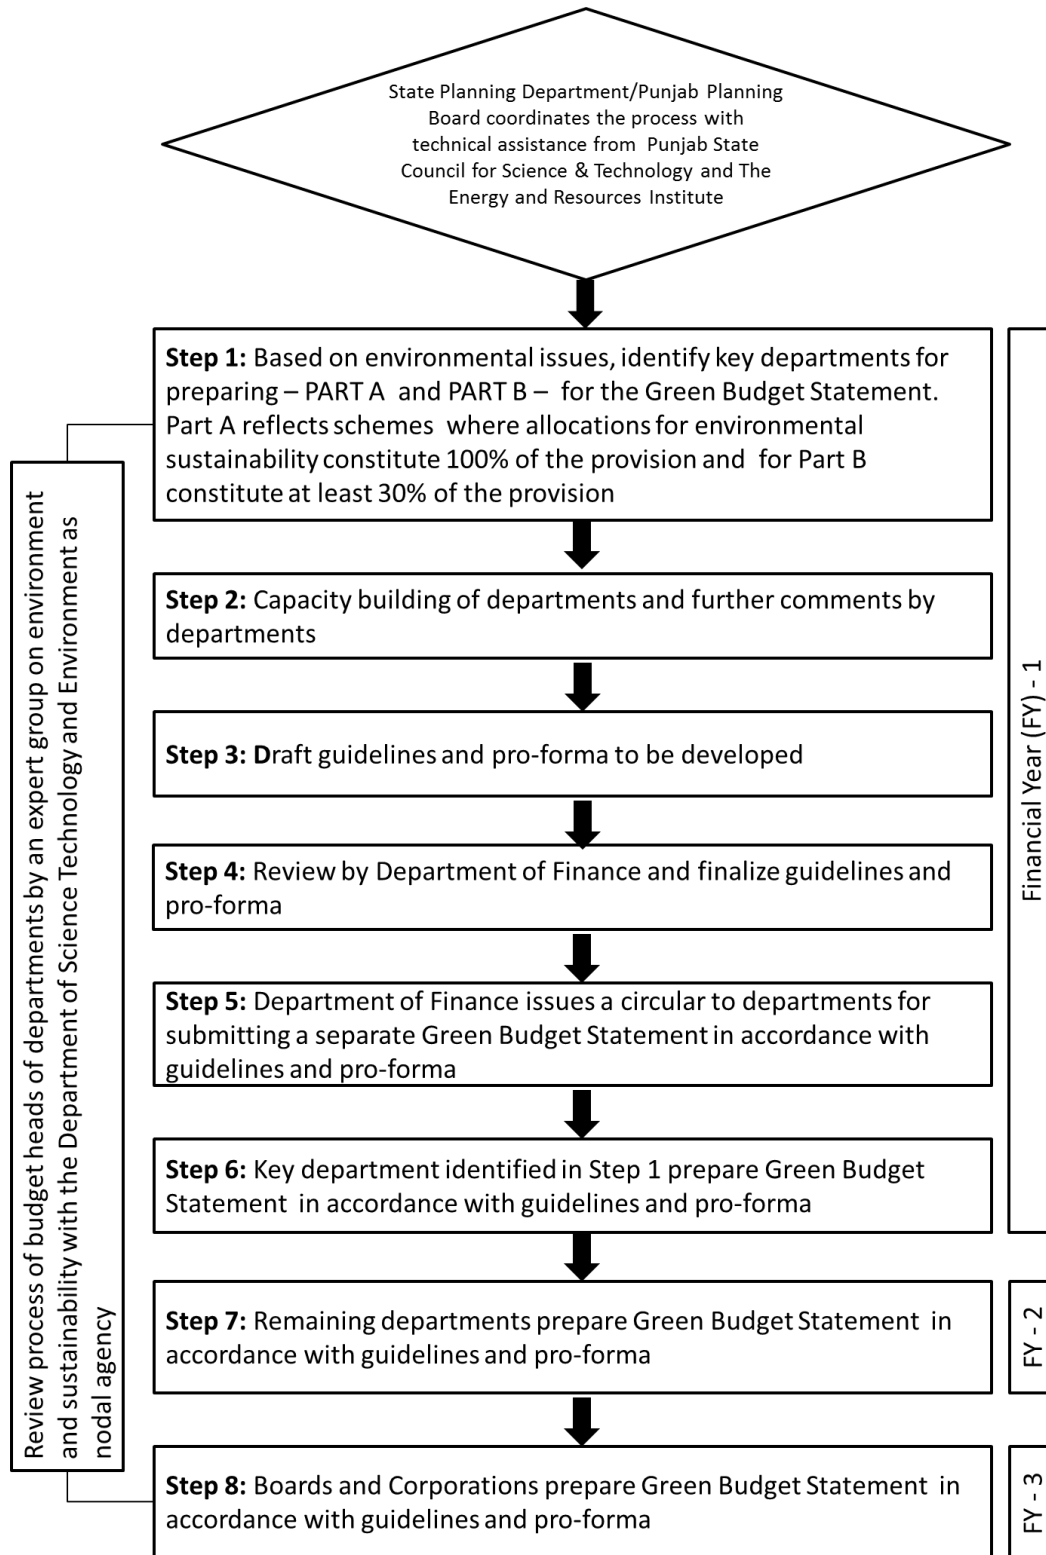 State Planning Department/Punjab Planning
Board coordinates the process with
technical assistance from Punjab State
Council for Science & Technology and The
Energy and Resources Institute
Step 1: Based on environmental issues, identify key departments for
preparing – PART A and PART B – for the Green Budget Statement.
Part A reflects schemes where allocations for environmental
sustainability constitute 100% of the provision and for Part B
constitute at least 30% of the provision
Step 2: Capacity building of departments and further comments by
departments
Step 3: Draft guidelines and pro-forma to be developed
Step 4: Review by Department of Finance and finalize guidelines and
pro-forma
Step 5: Department of Finance issues a circular to departments for
submitting a separate Green Budget Statement in accordance with
guidelines and pro-forma
Step 6: Key department identified in Step 1 prepare Green Budget
Statement in accordance with guidelines and pro-forma
Step 7: Remaining departments prepare Green Budget Statement in
accordance with guidelines and pro-forma
Step 8: Boards and Corporations prepare Green Budget Statement in
accordance with guidelines and pro-forma
Review process of budget heads of departments by an expert group on environment
and sustainability with the Department of Science Technology and Environment as
nodal agency
Financial Year (FY) - 1
FY - 2
FY - 3